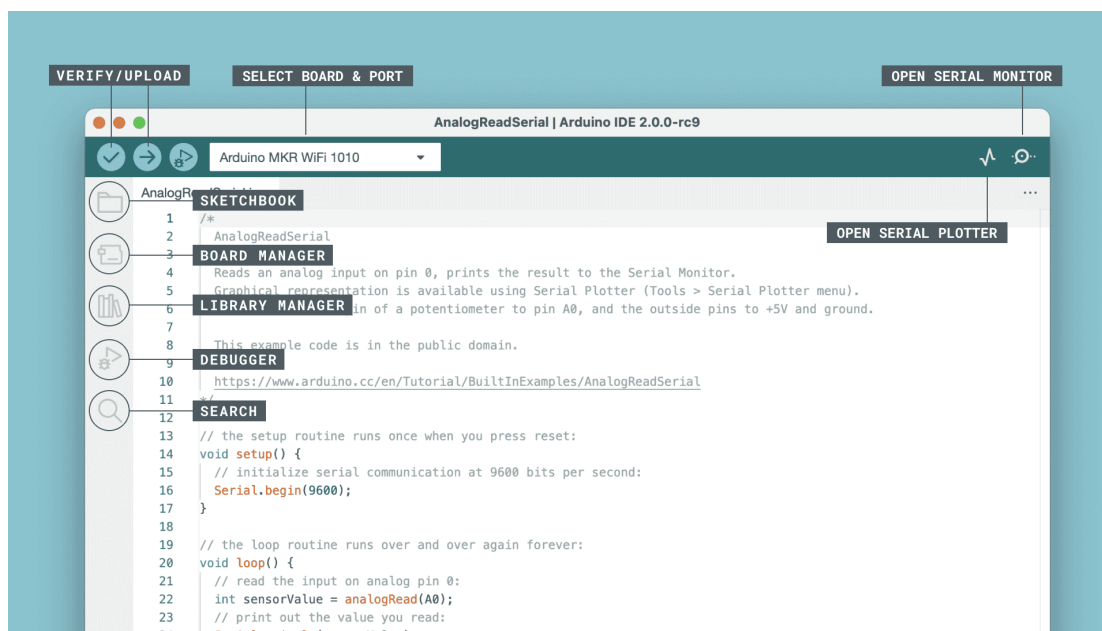 VERIFY/UPLOAD
SELECT BOARD & PORT
OPEN SERIAL MONITOR
AnalogReadSerial | Arduino IDE 2.0.0-rc9
Arduino MKR WiFi 1010
SKETCHBOOK
OPEN SERIAL PLOTTER
BOARD MANAGER
LIBRARY MANAGER
DEBUGGER
SEARCH
1 /*
2 AnalogReadSerial
3
4 Reads an analog input on pin 0, prints the result to the Serial Monitor.
5 Graphical representation is available using Serial Plotter (Tools > Serial Plotter menu).
6 of a potentiometer to pin A0, and the outside pins to +5V and ground.
7
8 This example code is in the public domain.
9
10 https://www.arduino.cc/en/Tutorial/BuiltInExamples/AnalogReadSerial
11 */
12
13 // the setup routine runs once when you press reset:
14 void setup() {
15 // initialize serial communication at 9600 bits per second:
16 Serial.begin(9600);
17 }
18
19 // the loop routine runs over and over again forever:
20 void loop() {
21 // read the input on analog pin 0:
22 int sensorValue = analogRead(A0);
23 // print out the value you read: